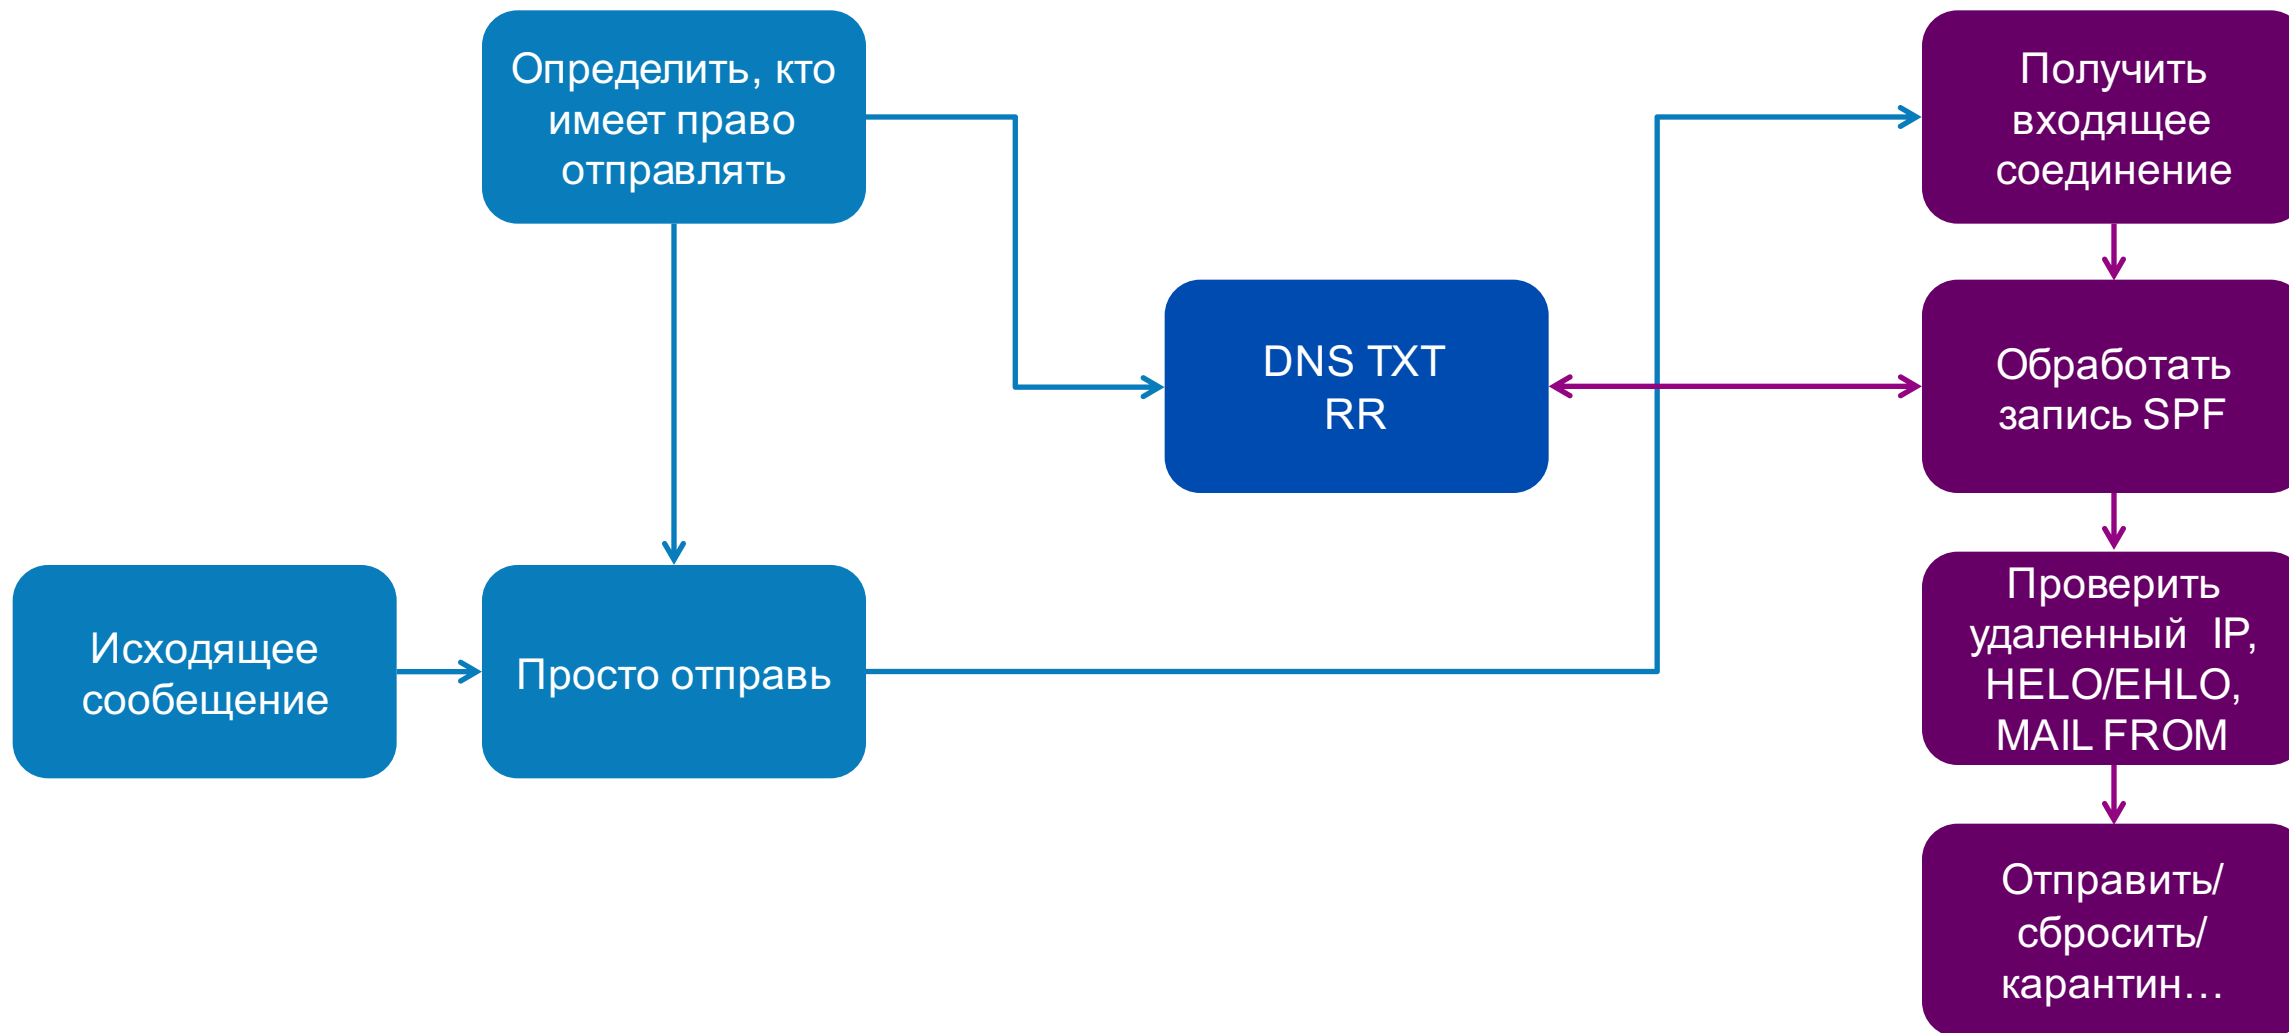 Определить, кто
имеет право
отправлять
Получить
входящее
соединение
DNS TXT
RR
Обработать
запись SPF
Исходящее
сообещение
Просто отправь
Проверить
удаленный IP,
HELO/EHLO,
MAIL FROM
Отправить/
сбросить/
карантин…